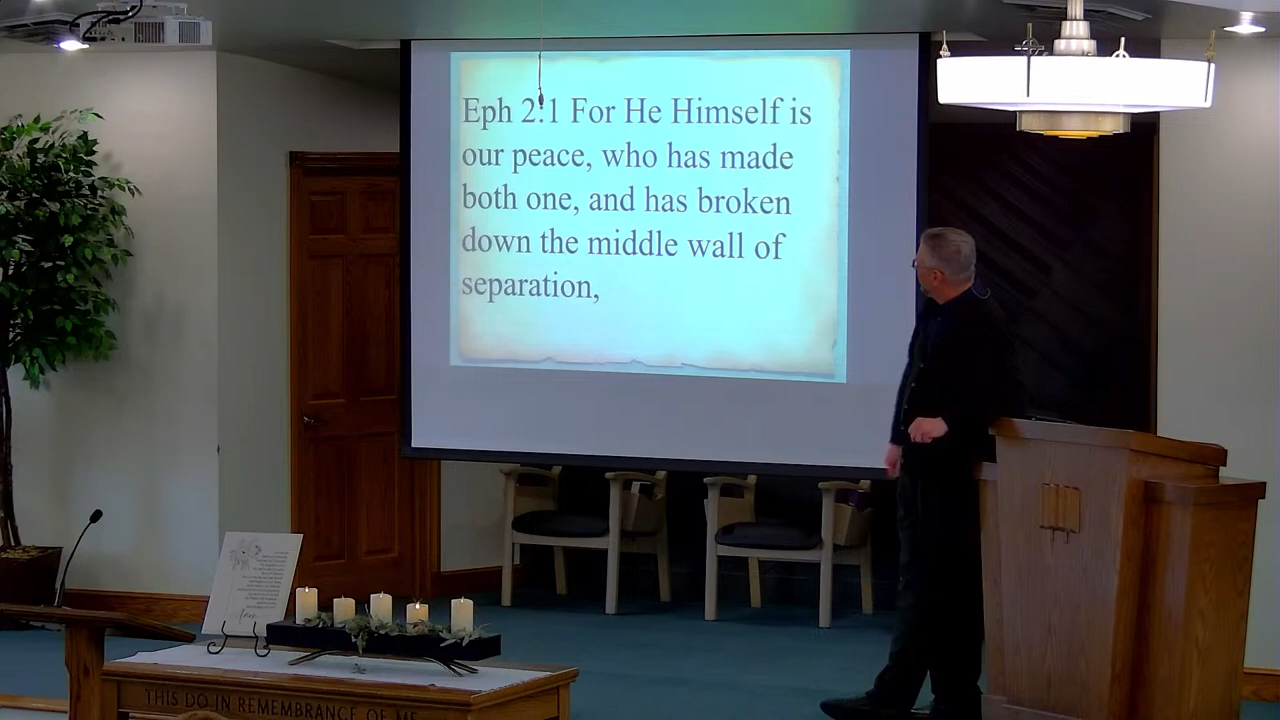 Eph 2:1 For He Himself is
our peace, who has made
both one, and has broken
down the middle wall of
separation,
THIS DO IN REMEMBRANCE OF ME